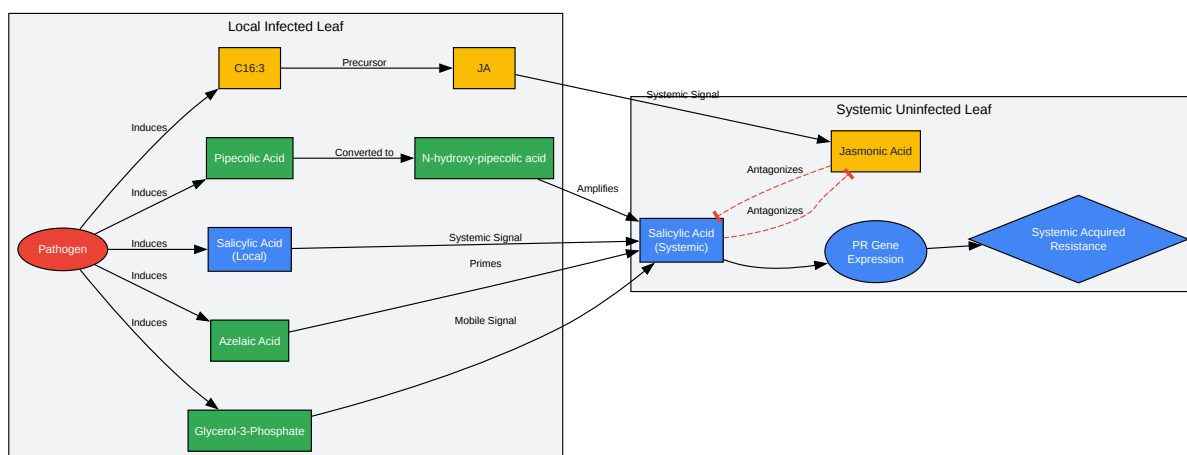 Local Infected Leaf
C16:3
Precursor
JA
Systemic Signal
Systemic Uninfected Leaf
Induces
Pipecolic Acid
Converted to
N-hydroxy-pipecolic acid
Jasmonic Acid
Antagonizes
Induces
Amplifies
Antagonizes
Pathogen
Induces
Salicylic Acid
(Local)
Systemic Signal
Salicylic Acid
(Systemic)
PR Gene
Expression
Systemic Acquired
Resistance
Induces
Primes
Azelaic Acid
Induces
Mobile Signal
Glycerol-3-Phosphate